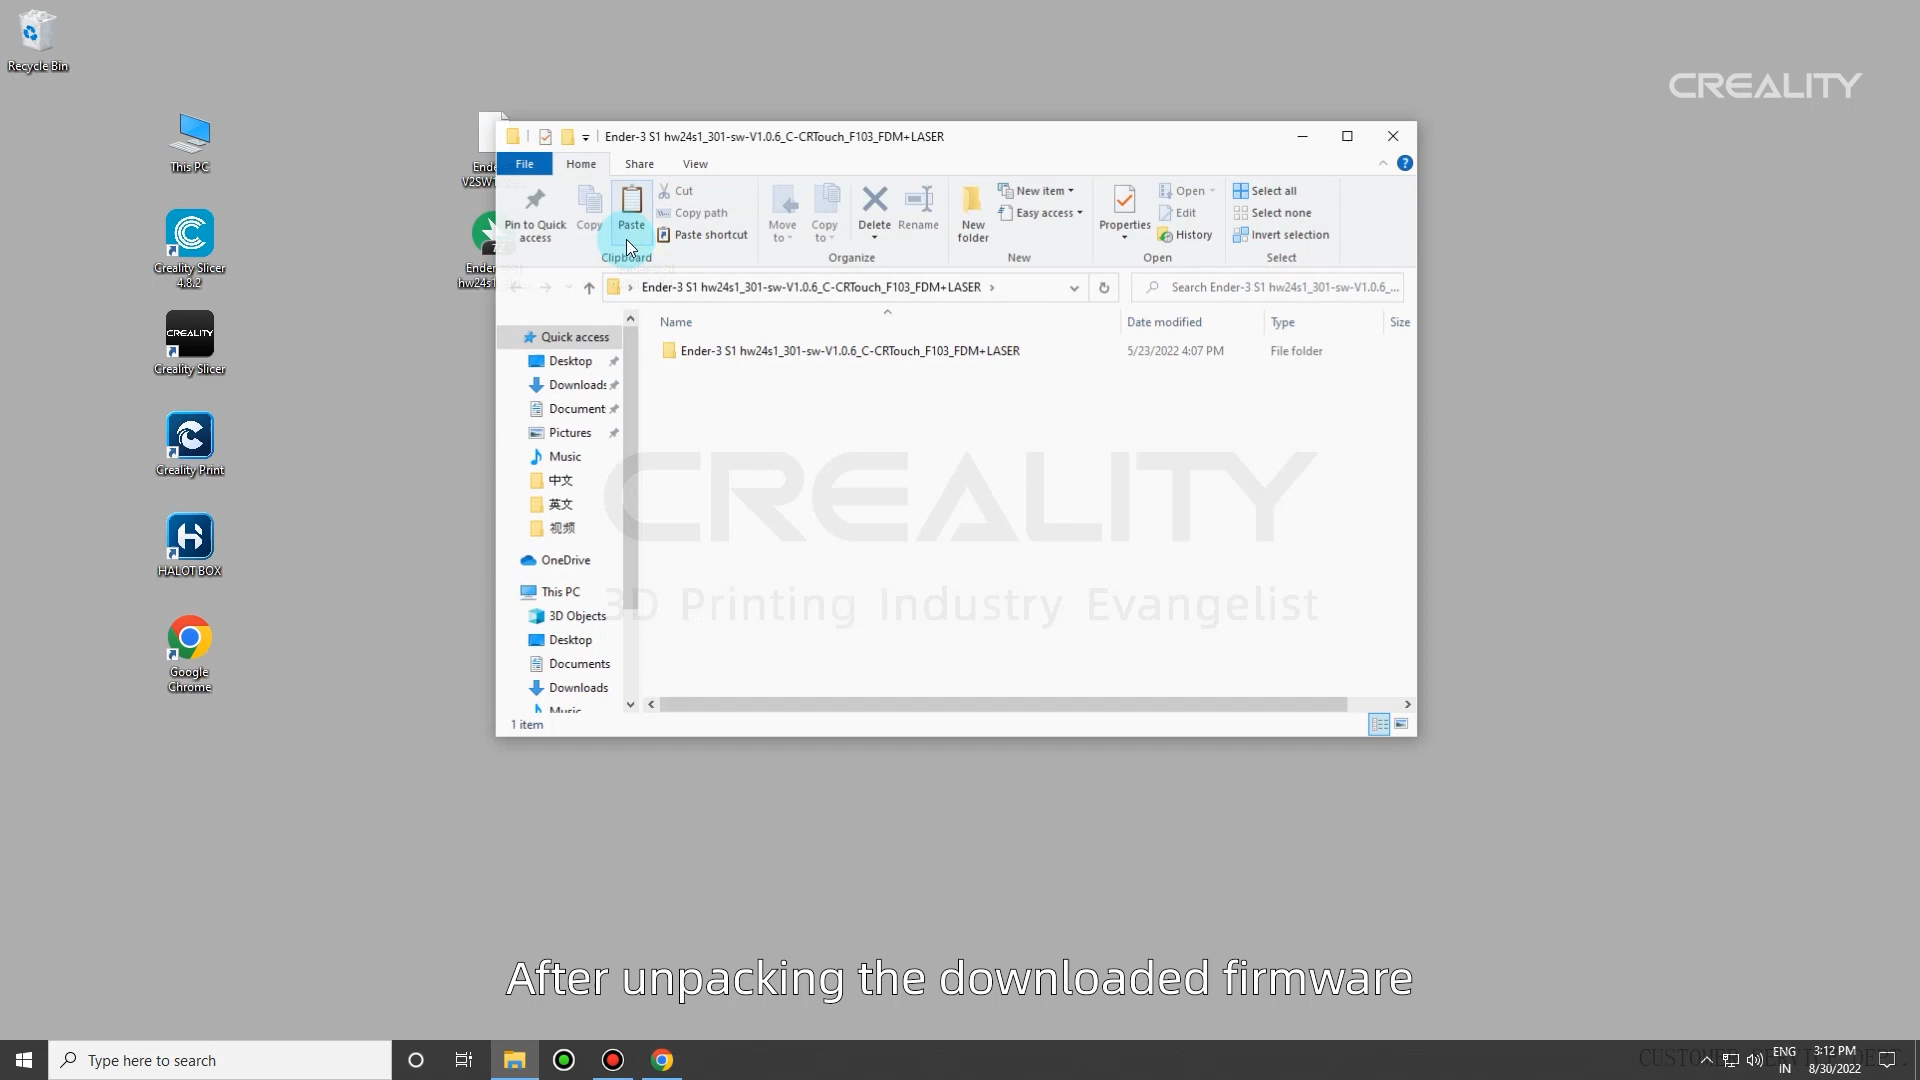 Recycle Bin
CREALITY
This PC
Creality Slicer
4.8.2
CREALITY
Creality Slicer
Creality Print
HALOT BOX
Google
Chrome
Ender-3 S1 hw24s1_301-sw-V1.0.6_C-CRTouch_F103_FDM+LASER
File Home Share View
Pin to Quick
access
Copy
Paste
Cut
Copy path
Paste shortcut
Clipboard
Move
to
Copy
to
Delete
Rename
Organize
New
folder
New item
Easy access
New
Properties
Open
Edit
History
Open
Select all
Select none
Invert selection
Select
Ender-3 S1 hw24s1_301-sw-V1.0.6_C-CRTouch_F103_FDM+LASER
Search Ender-3 S1 hw24s1_301-sw-V1.0.6_...
Name Date modified Type Size
Ender-3 S1 hw24s1_301-sw-V1.0.6_C-CRTouch_F103_FDM+LASER 5/23/2022 4:07 PM File folder
Quick access
Desktop
Downloads
Document
Pictures
Music
中文
英文
视频
OneDrive
This PC
3D Objects
Desktop
Documents
Downloads
Music
1 item
CREALITY
3D Printing Industry Evangelist
After unpacking the downloaded firmware
Type here to search
ENG
IN
3:12 PM
8/30/2022